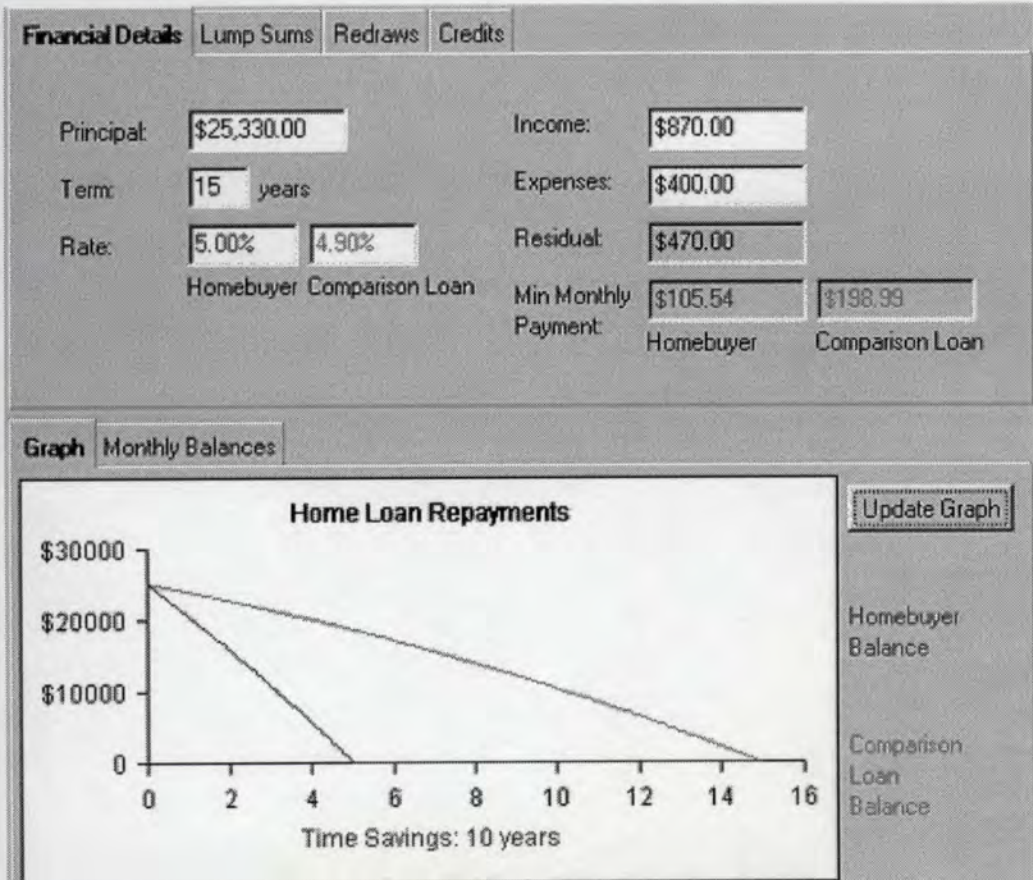 Financial Details Lump Sums Redraws Credits
Principal: $25,330.00
Term: 15 years
Rate: 5.00% 4.90%
Homebuyer Comparison Loan
Income: $870.00
Expenses: $400.00
Residual: $470.00
Min Monthly Payment: $105.54 $198.99
Homebuyer Comparison Loan
Graph Monthly Balances
Home Loan Repayments
$30000
$20000
$10000
0
0 2 4 6 8 10 12 14 16
Time Savings: 10 years
Update Graph
Homebuyer
Balance
Comparison
Loan
Balance